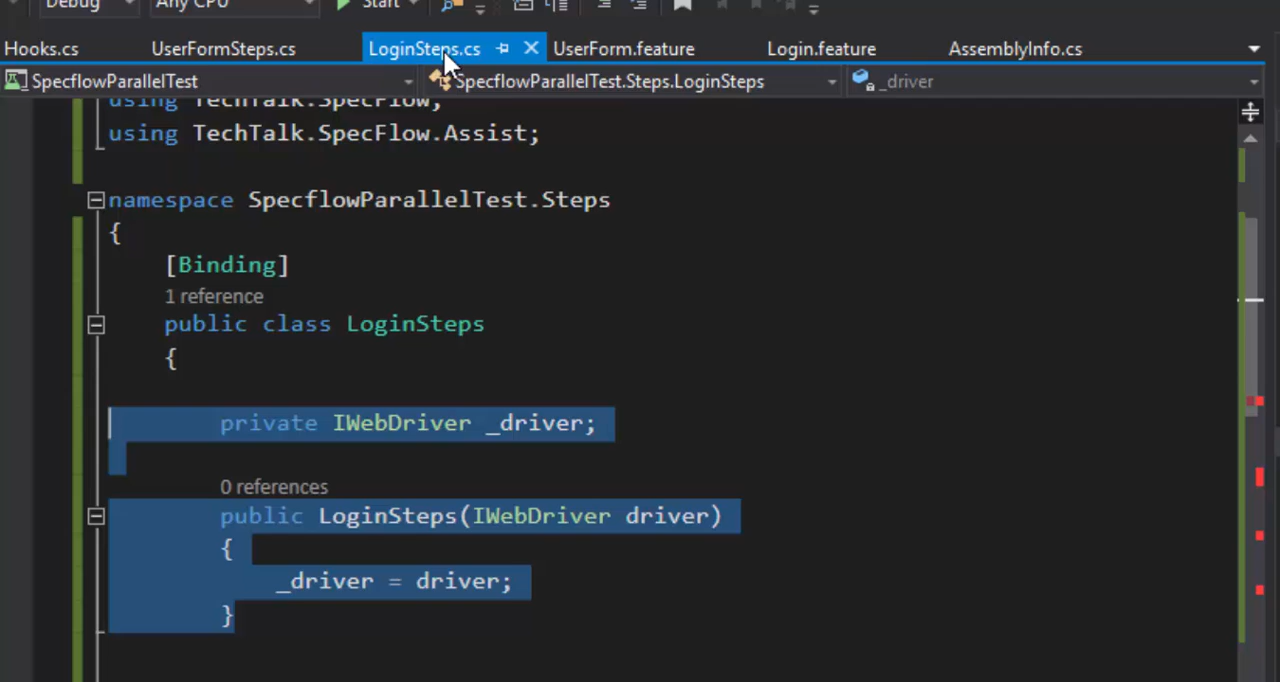 Debug Any CPU Start
Hooks.cs UserFormSteps.cs LoginSteps.cs UserForm.feature Login.feature AssemblyInfo.cs
SpecflowParallelTest SpecflowParallelTest.Steps.LoginSteps _driver
using TechTalk.SpecFlow;
using TechTalk.SpecFlow.Assist;
namespace SpecflowParallelTest.Steps
{
[Binding]
1 reference
public class LoginSteps
{
private IWebDriver _driver;
0 references
public LoginSteps(IWebDriver driver)
{
_driver = driver;
}